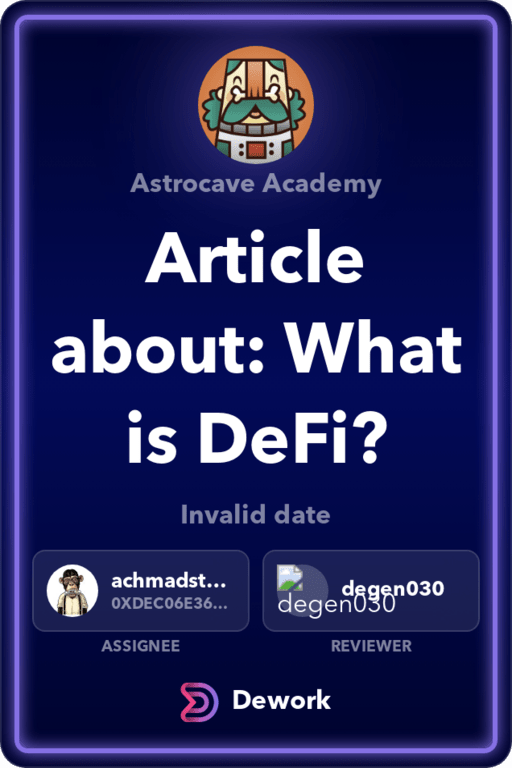 Astrocave Academy
Article
about: What
is DeFi?
Invalid date
achmadst...
0XDEC06E36...
ASSIGNEE
degen030
degen030
REVIEWER
Dework